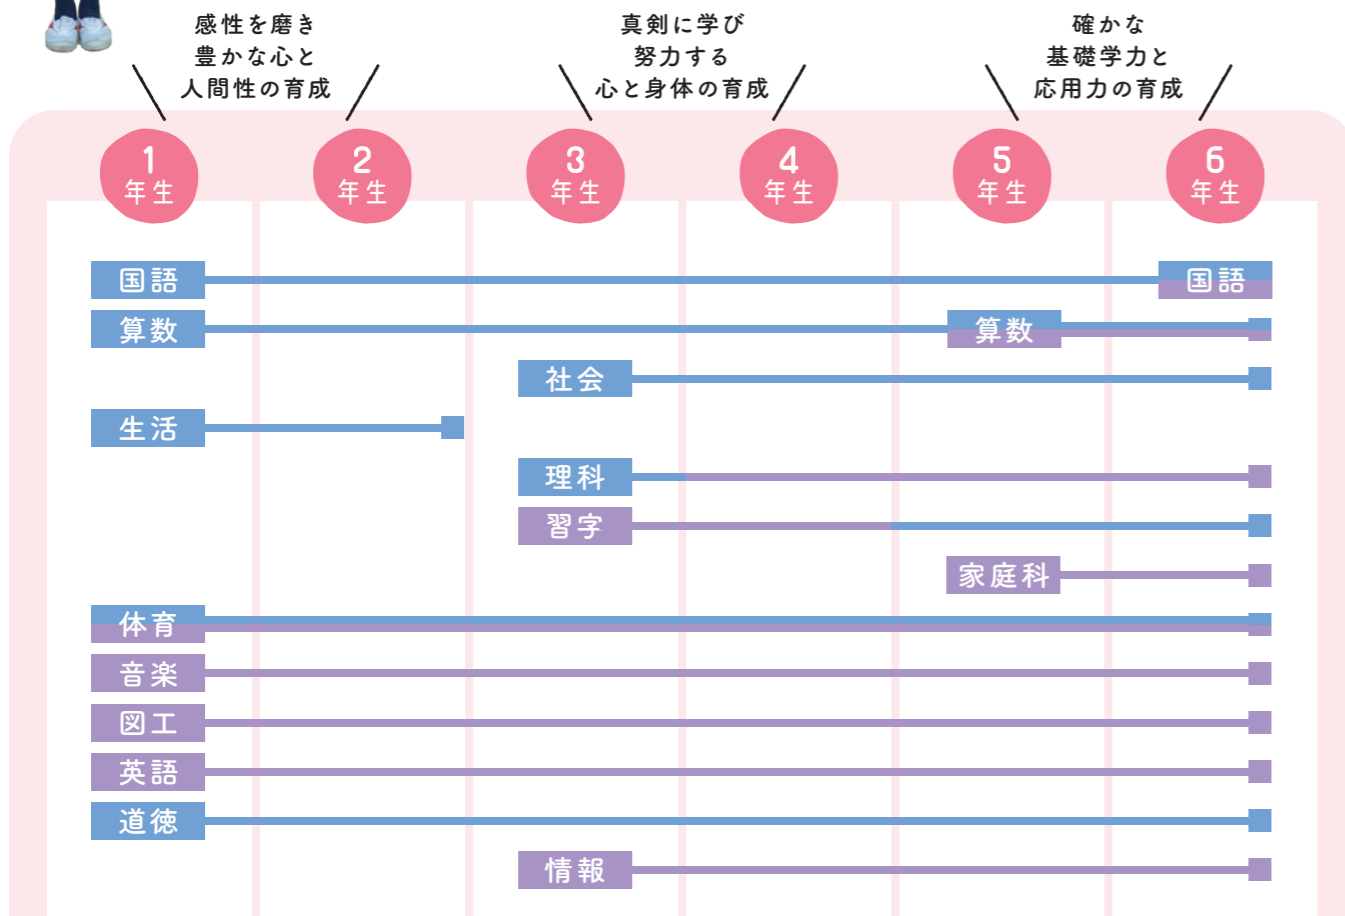 感性を磨き
豊かな心と
人間性の育成
真剣に学び
努力する
心と身体の育成
確かな
基礎学力と
応用力の育成
1
年生
2
年生
3
年生
4
年生
5
年生
6
年生
国語
国語
算数
算数
社会
生活
理科
習字
家庭科
体育
音楽
図工
英語
道徳
情報